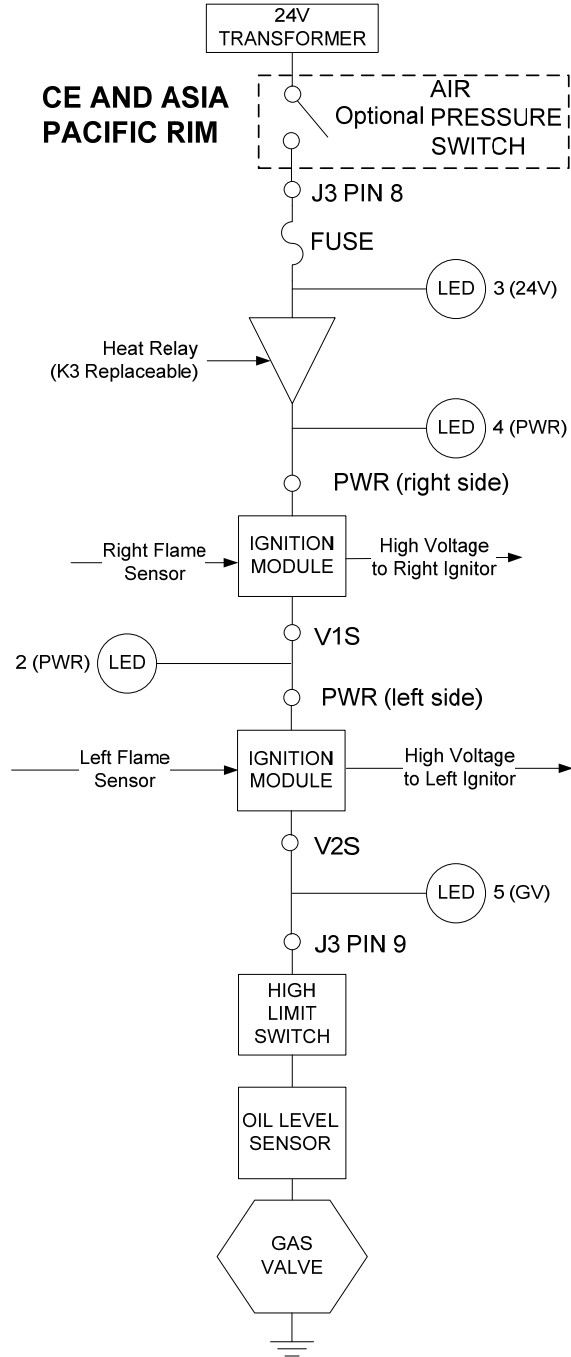 24V
TRANSFORMER
CE AND ASIA
PACIFIC RIM
Optional
AIR
PRESSURE
SWITCH
J3 PIN 8
FUSE
LED
3 (24V)
Heat Relay
(K3 Replaceable)
LED
4 (PWR)
PWR (right side)
Right Flame
Sensor
IGNITION
MODULE
High Voltage
to Right Ignitor
V1S
2 (PWR)
LED
PWR (left side)
Left Flame
Sensor
IGNITION
MODULE
High Voltage
to Left Ignitor
V2S
LED
5 (GV)
J3 PIN 9
HIGH
LIMIT
SWITCH
OIL LEVEL
SENSOR
GAS
VALVE